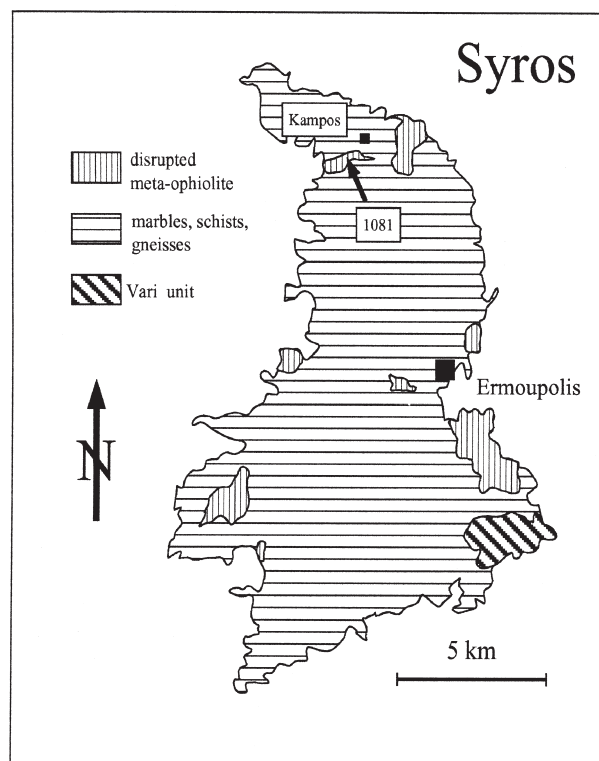 Syros
Kampos
disrupted
meta-ophiolite
1081
marbles, schists,
gneisses
Vari unit
Ermoupolis
N
5 km